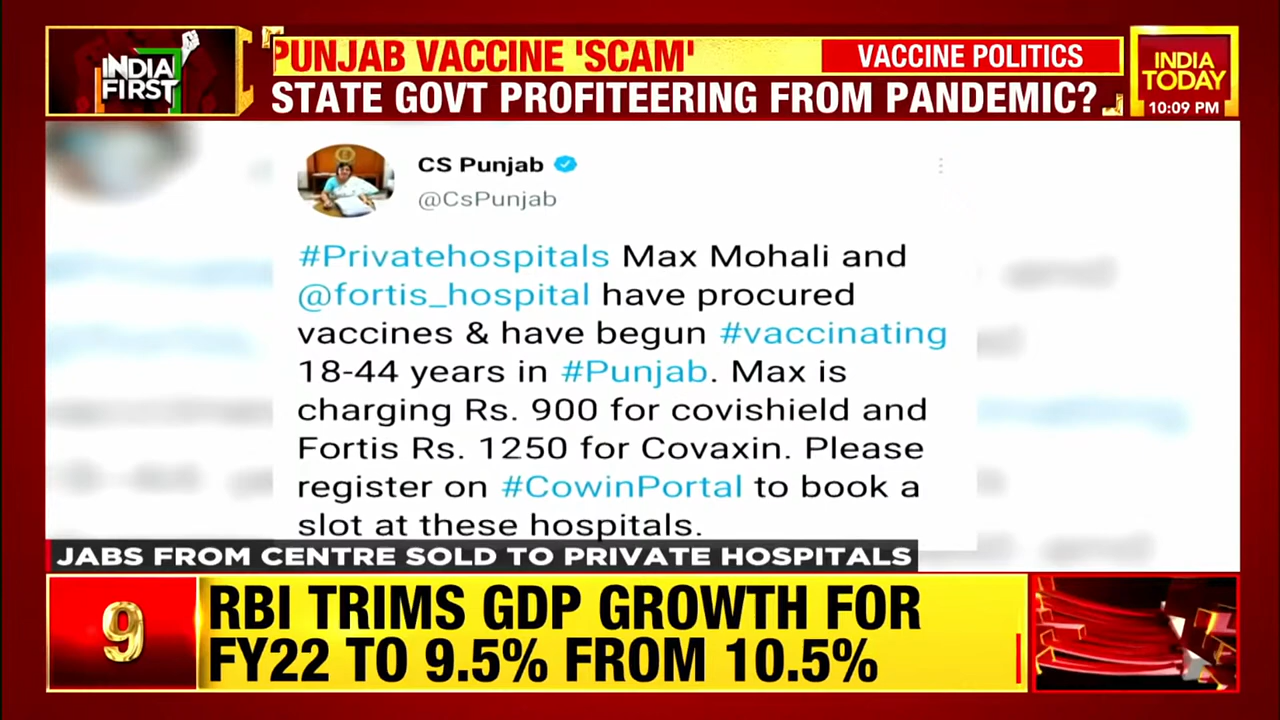 INDIA
FIRST
PUNJAB VACCINE 'SCAM'
VACCINE POLITICS
STATE GOVT PROFITEERING FROM PANDEMIC?
INDIA
TODAY
10:09 PM
CS Punjab
@CsPunjab
#Privatehospitals Max Mohali and
@fortis_hospital have procured
vaccines & have begun #vaccinating
18-44 years in #Punjab. Max is
charging Rs. 900 for covishield and
Fortis Rs. 1250 for Covaxin. Please
register on #CowinPortal to book a
slot at these hospitals.
JABS FROM CENTRE SOLD TO PRIVATE HOSPITALS
9
RBI TRIMS GDP GROWTH FOR
FY22 TO 9.5% FROM 10.5%